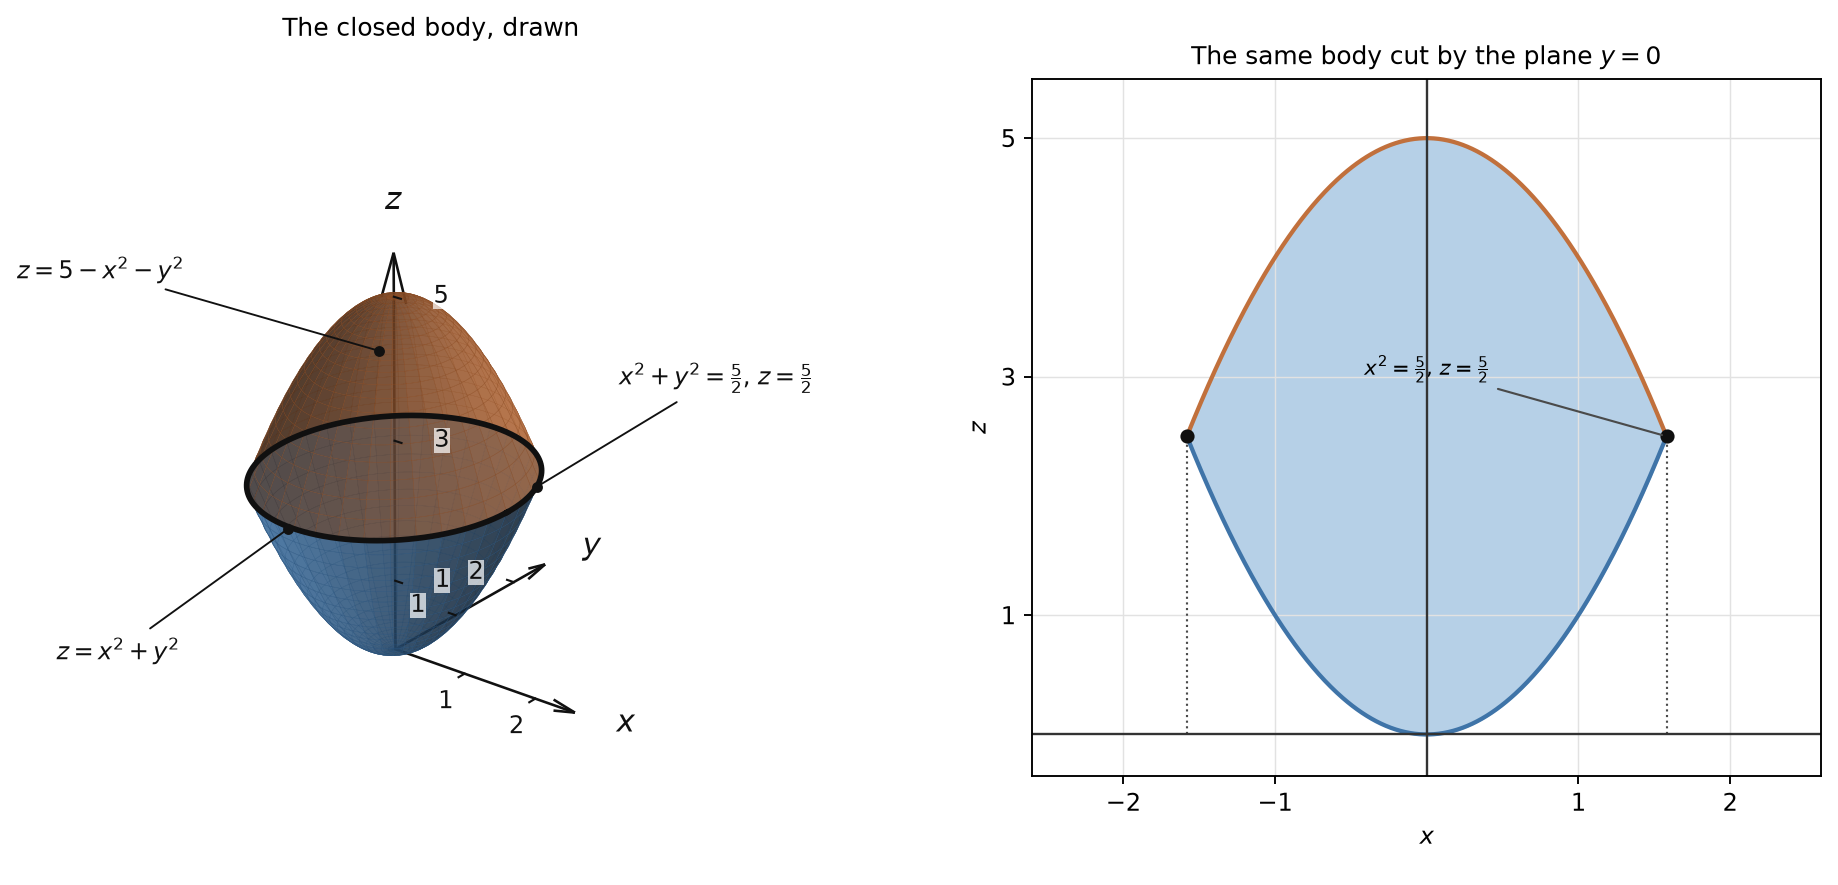 The closed body, drawn
z
z = 5 − x² − y²
5
x² + y² = 5/2, z = 5/2
3
y
2
1
1
z = x² + y²
1
2
x
The same body cut by the plane y = 0
5
x² = 5/2, z = 5/2
3
z
1
−2 −1 1 2
x